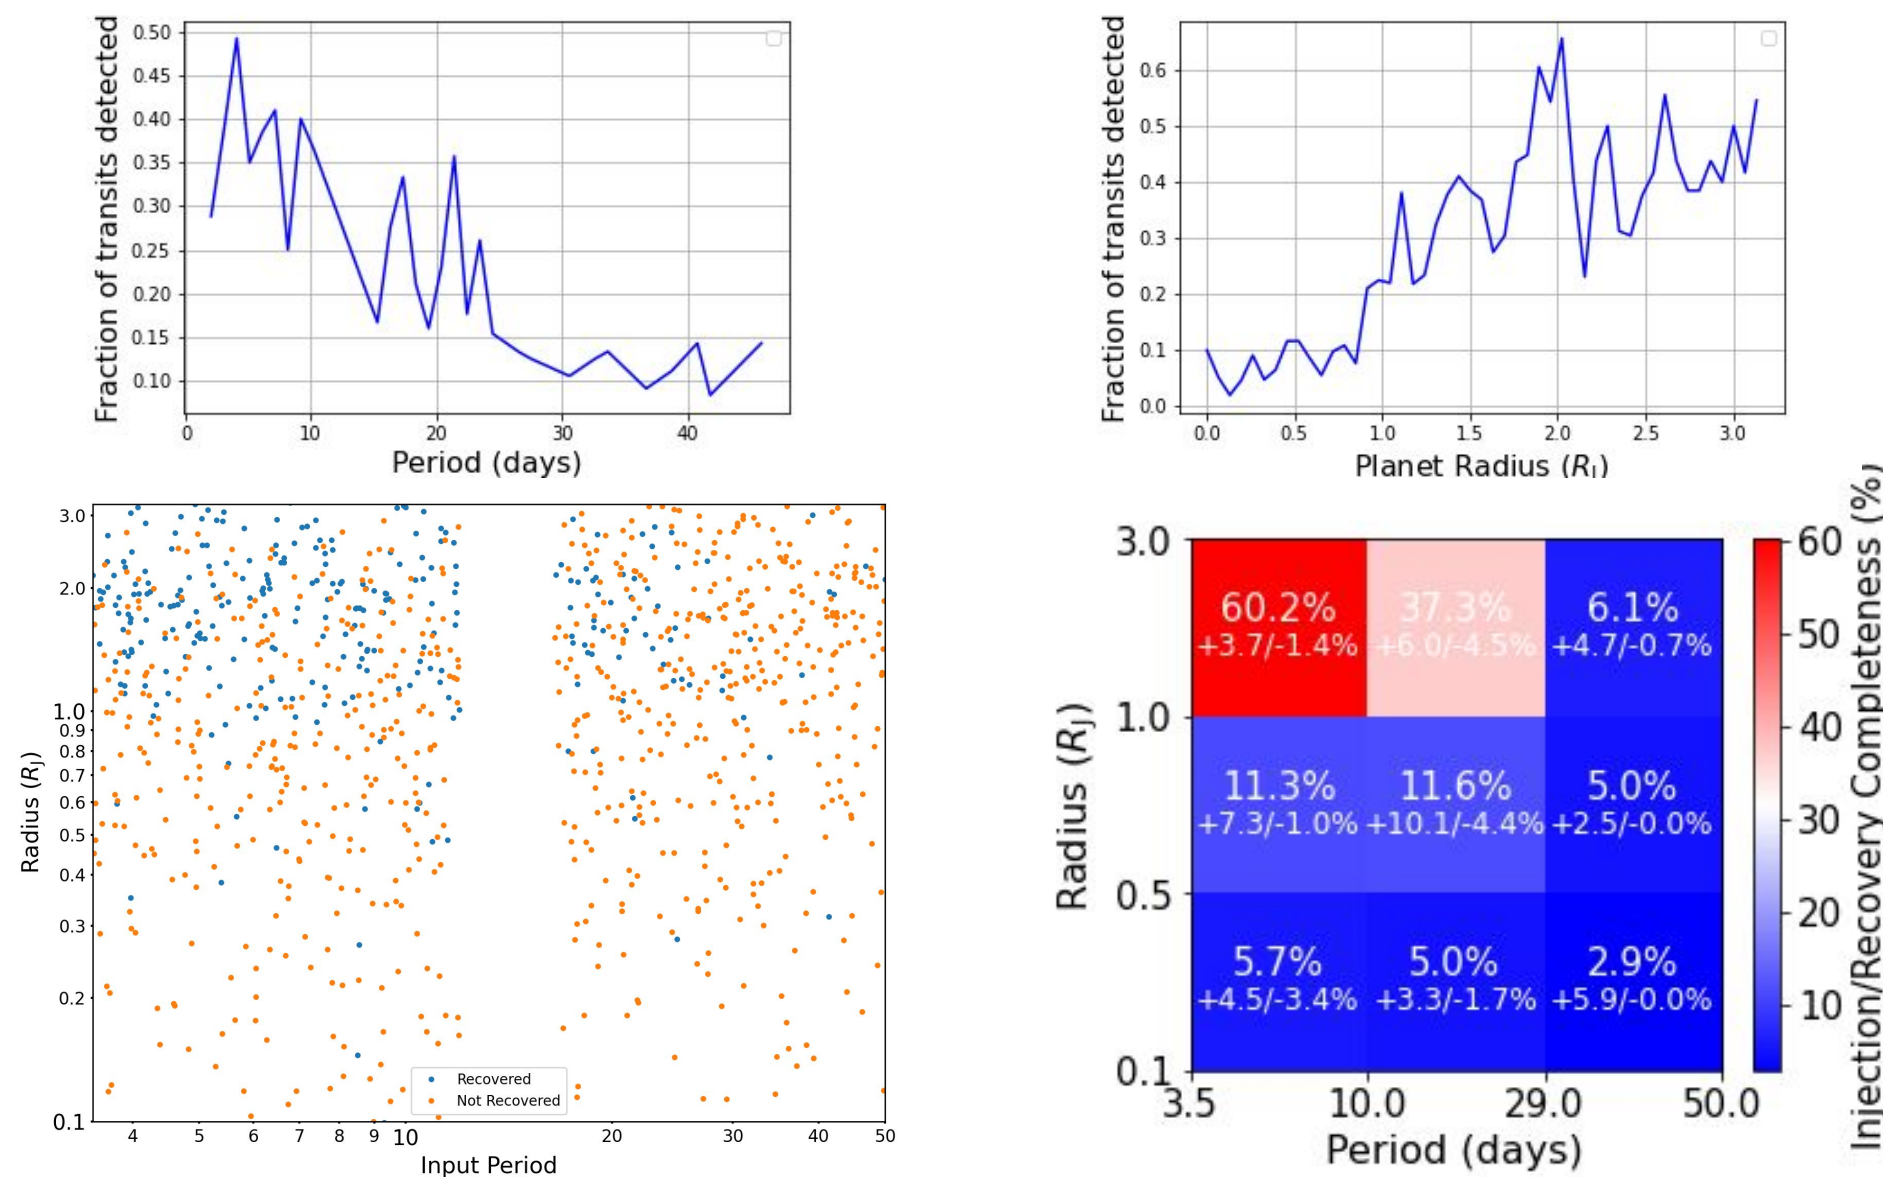 Fraction of transits detected
0.50
0.45
0.40
0.35
0.30
0.25
0.20
0.15
0.10
0 10 20 30 40
Period (days)
Fraction of transits detected
0.6
0.5
0.4
0.3
0.2
0.1
0.0
0.0 0.5 1.0 1.5 2.0 2.5 3.0
Planet Radius (RJ)
Radius (RJ)
3.0
2.0
1.0
0.9
0.8
0.7
0.6
0.5
0.4
0.3
0.2
0.1
Recovered
Not Recovered
4 5 6 7 8 9 10 20 30 40 50
Input Period
Radius (RJ)
3.0
1.0
0.5
0.1
60.2% 37.3% 6.1%
+3.7/-1.4% +6.0/-4.5% +4.7/-0.7%
11.3% 11.6% 5.0%
+7.3/-1.0% +10.1/-4.4% +2.5/-0.0%
5.7% 5.0% 2.9%
+4.5/-3.4% +3.3/-1.7% +5.9/-0.0%
3.5 10.0 29.0 50.0
Period (days)
60
50
40
30
20
10
Injection/Recovery Completeness (%)